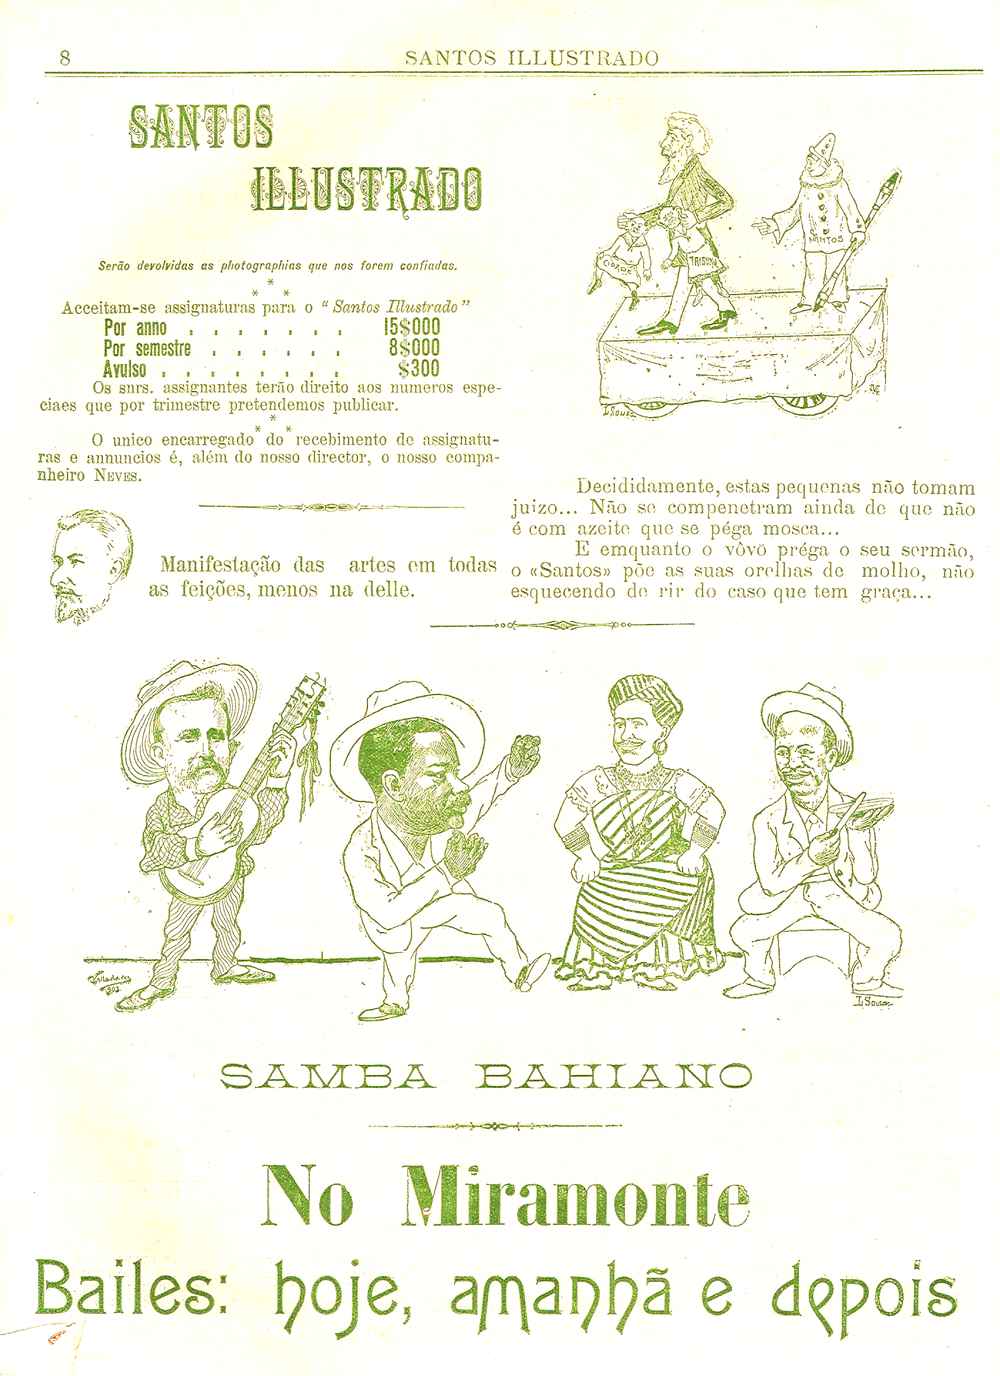 8
SANTOS ILLUSTRADO
SANTOS
ILLUSTRADO
Serão devolvidas as photographias que nos forem confiadas.
* * *
Acceitam-se assignaturas para o "Santos Illustrado"
Por anno . . . . . . . 15$000
Por semestre . . . . . . 8$000
Avulso . . . . . . . . $300
Os snrs. assignantes terão direito aos numeros espe-
ciaes que por trimestre pretendemos publicar.
* * *
O unico encarregado do recebimento de assignatu-
ras e annuncios é, além do nosso director, o nosso compa-
nheiro NEVES.
Manifestação das artes em todas
as feições, menos na delle.
CIDADE
TRIBUNA
SANTOS
L Souza
Decididamente, estas pequenas não tomam
juizo... Não se compenetram ainda de que não
é com azeite que se péga mosca...
E emquanto o vôvô préga o seu sermão,
o «Santos» põe as suas orelhas de molho, não
esquecendo de rir do caso que tem graça...
L Souza
SAMBA BAHIANO
No Miramonte
Bailes: hoje, amanhã e depois